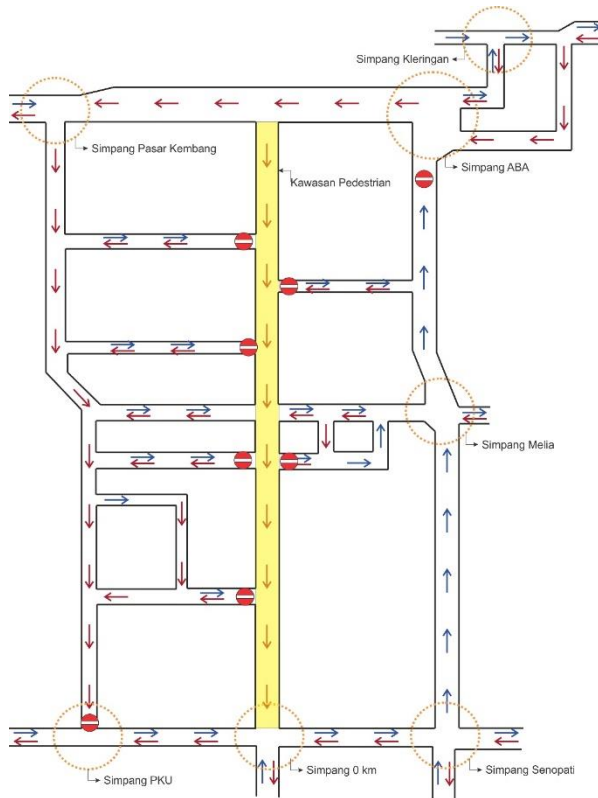 Simpang Kleringan
Simpang Pasar Kembang
Simpang ABA
Kawasan Pedestrian
Simpang Melia
Simpang PKU
Simpang 0 km
Simpang Senopati